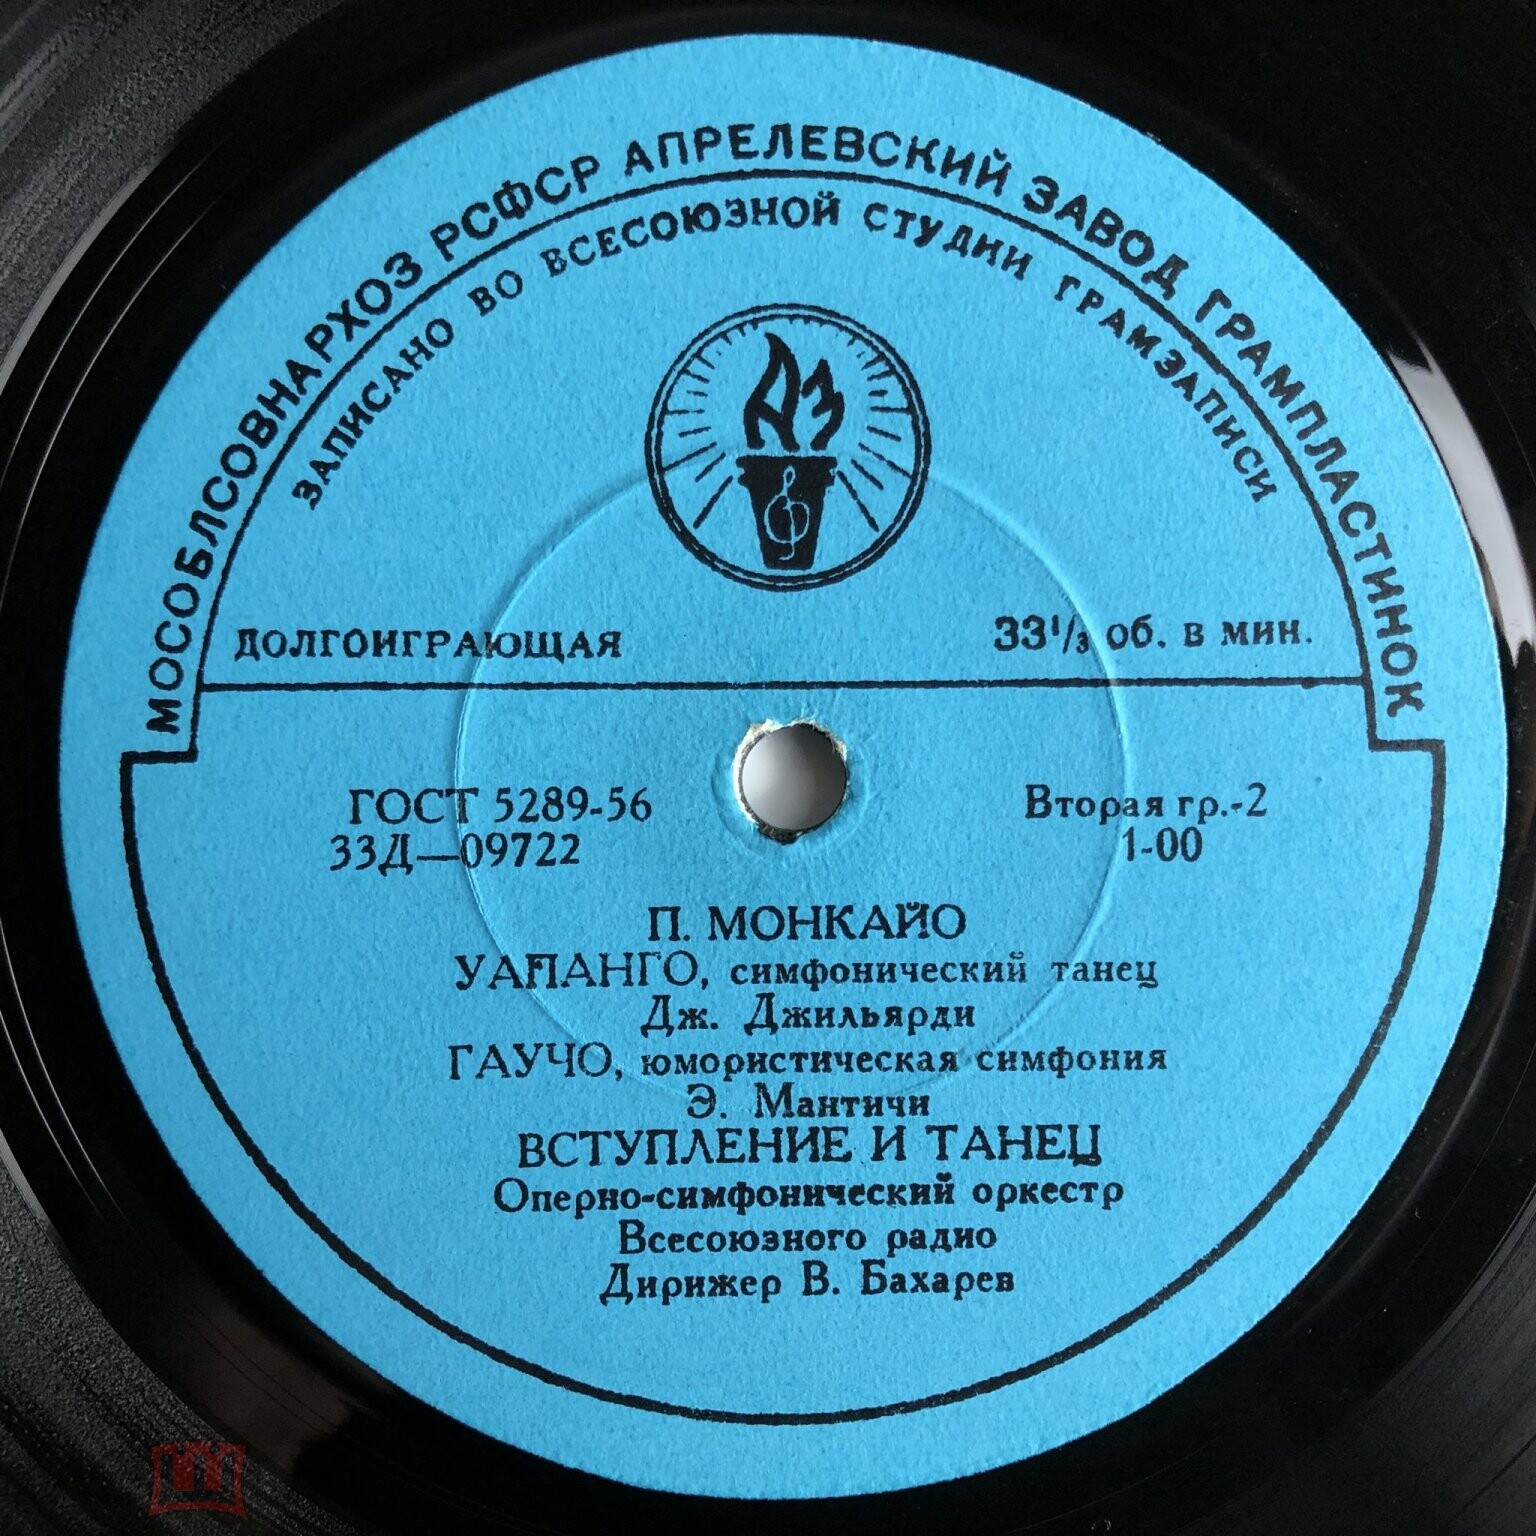 МОСОБЛСОВНАРХОЗ РСФСР АПРЕЛЕВСКИЙ ЗАВОД ГРАМПЛАСТИНОК
ЗАПИСАНО ВО ВСЕСОЮЗНОЙ СТУДИИ ГРАМЗАПИСИ
АЗ
ДОЛГОИГРАЮЩАЯ 33¹/₃ об. в мин.
ГОСТ 5289-56 Вторая гр.-2
33Д—09722 1-00
П. МОНКАЙО
УАПАНГО, симфонический танец
Дж. Джильярди
ГАУЧО, юмористическая симфония
Э. Мантичи
ВСТУПЛЕНИЕ И ТАНЕЦ
Оперно-симфонический оркестр
Всесоюзного радио
Дирижер В. Бахарев